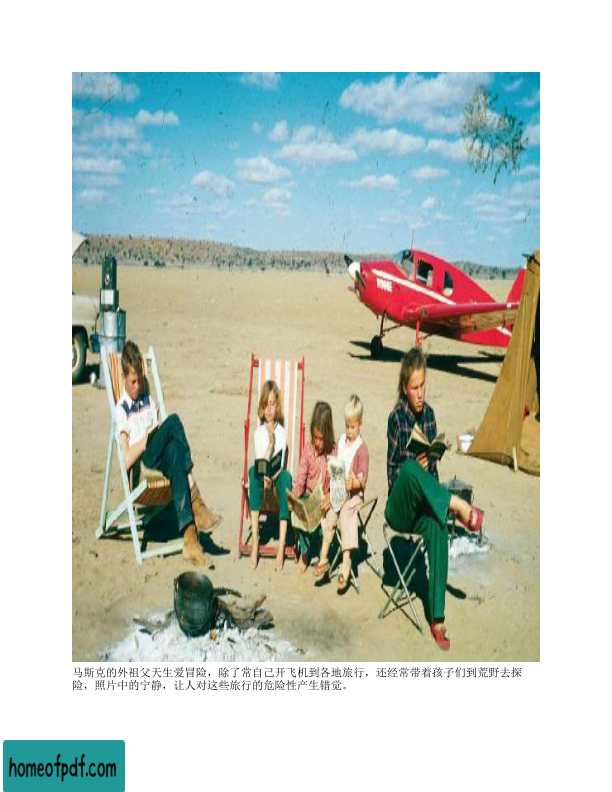 马斯克的外祖父天生爱冒险，除了常自己开飞机到各地旅行，还经常带着孩子们到荒野去探
险，照片中的宁静，让人对这些旅行的危险性产生错觉。
homeofpdf.com